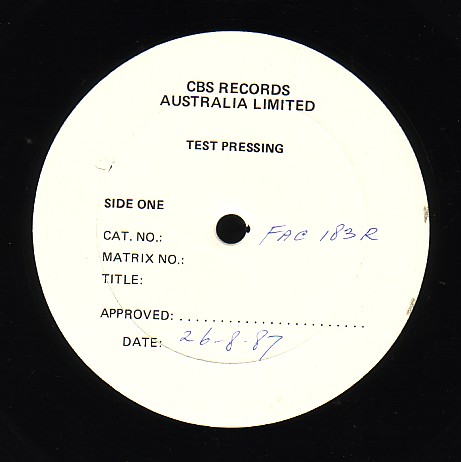 CBS RECORDS
AUSTRALIA LIMITED
TEST PRESSING
SIDE ONE
CAT. NO.: FAC 183R
MATRIX NO.:
TITLE:
APPROVED: .......................
DATE: 26-8-87